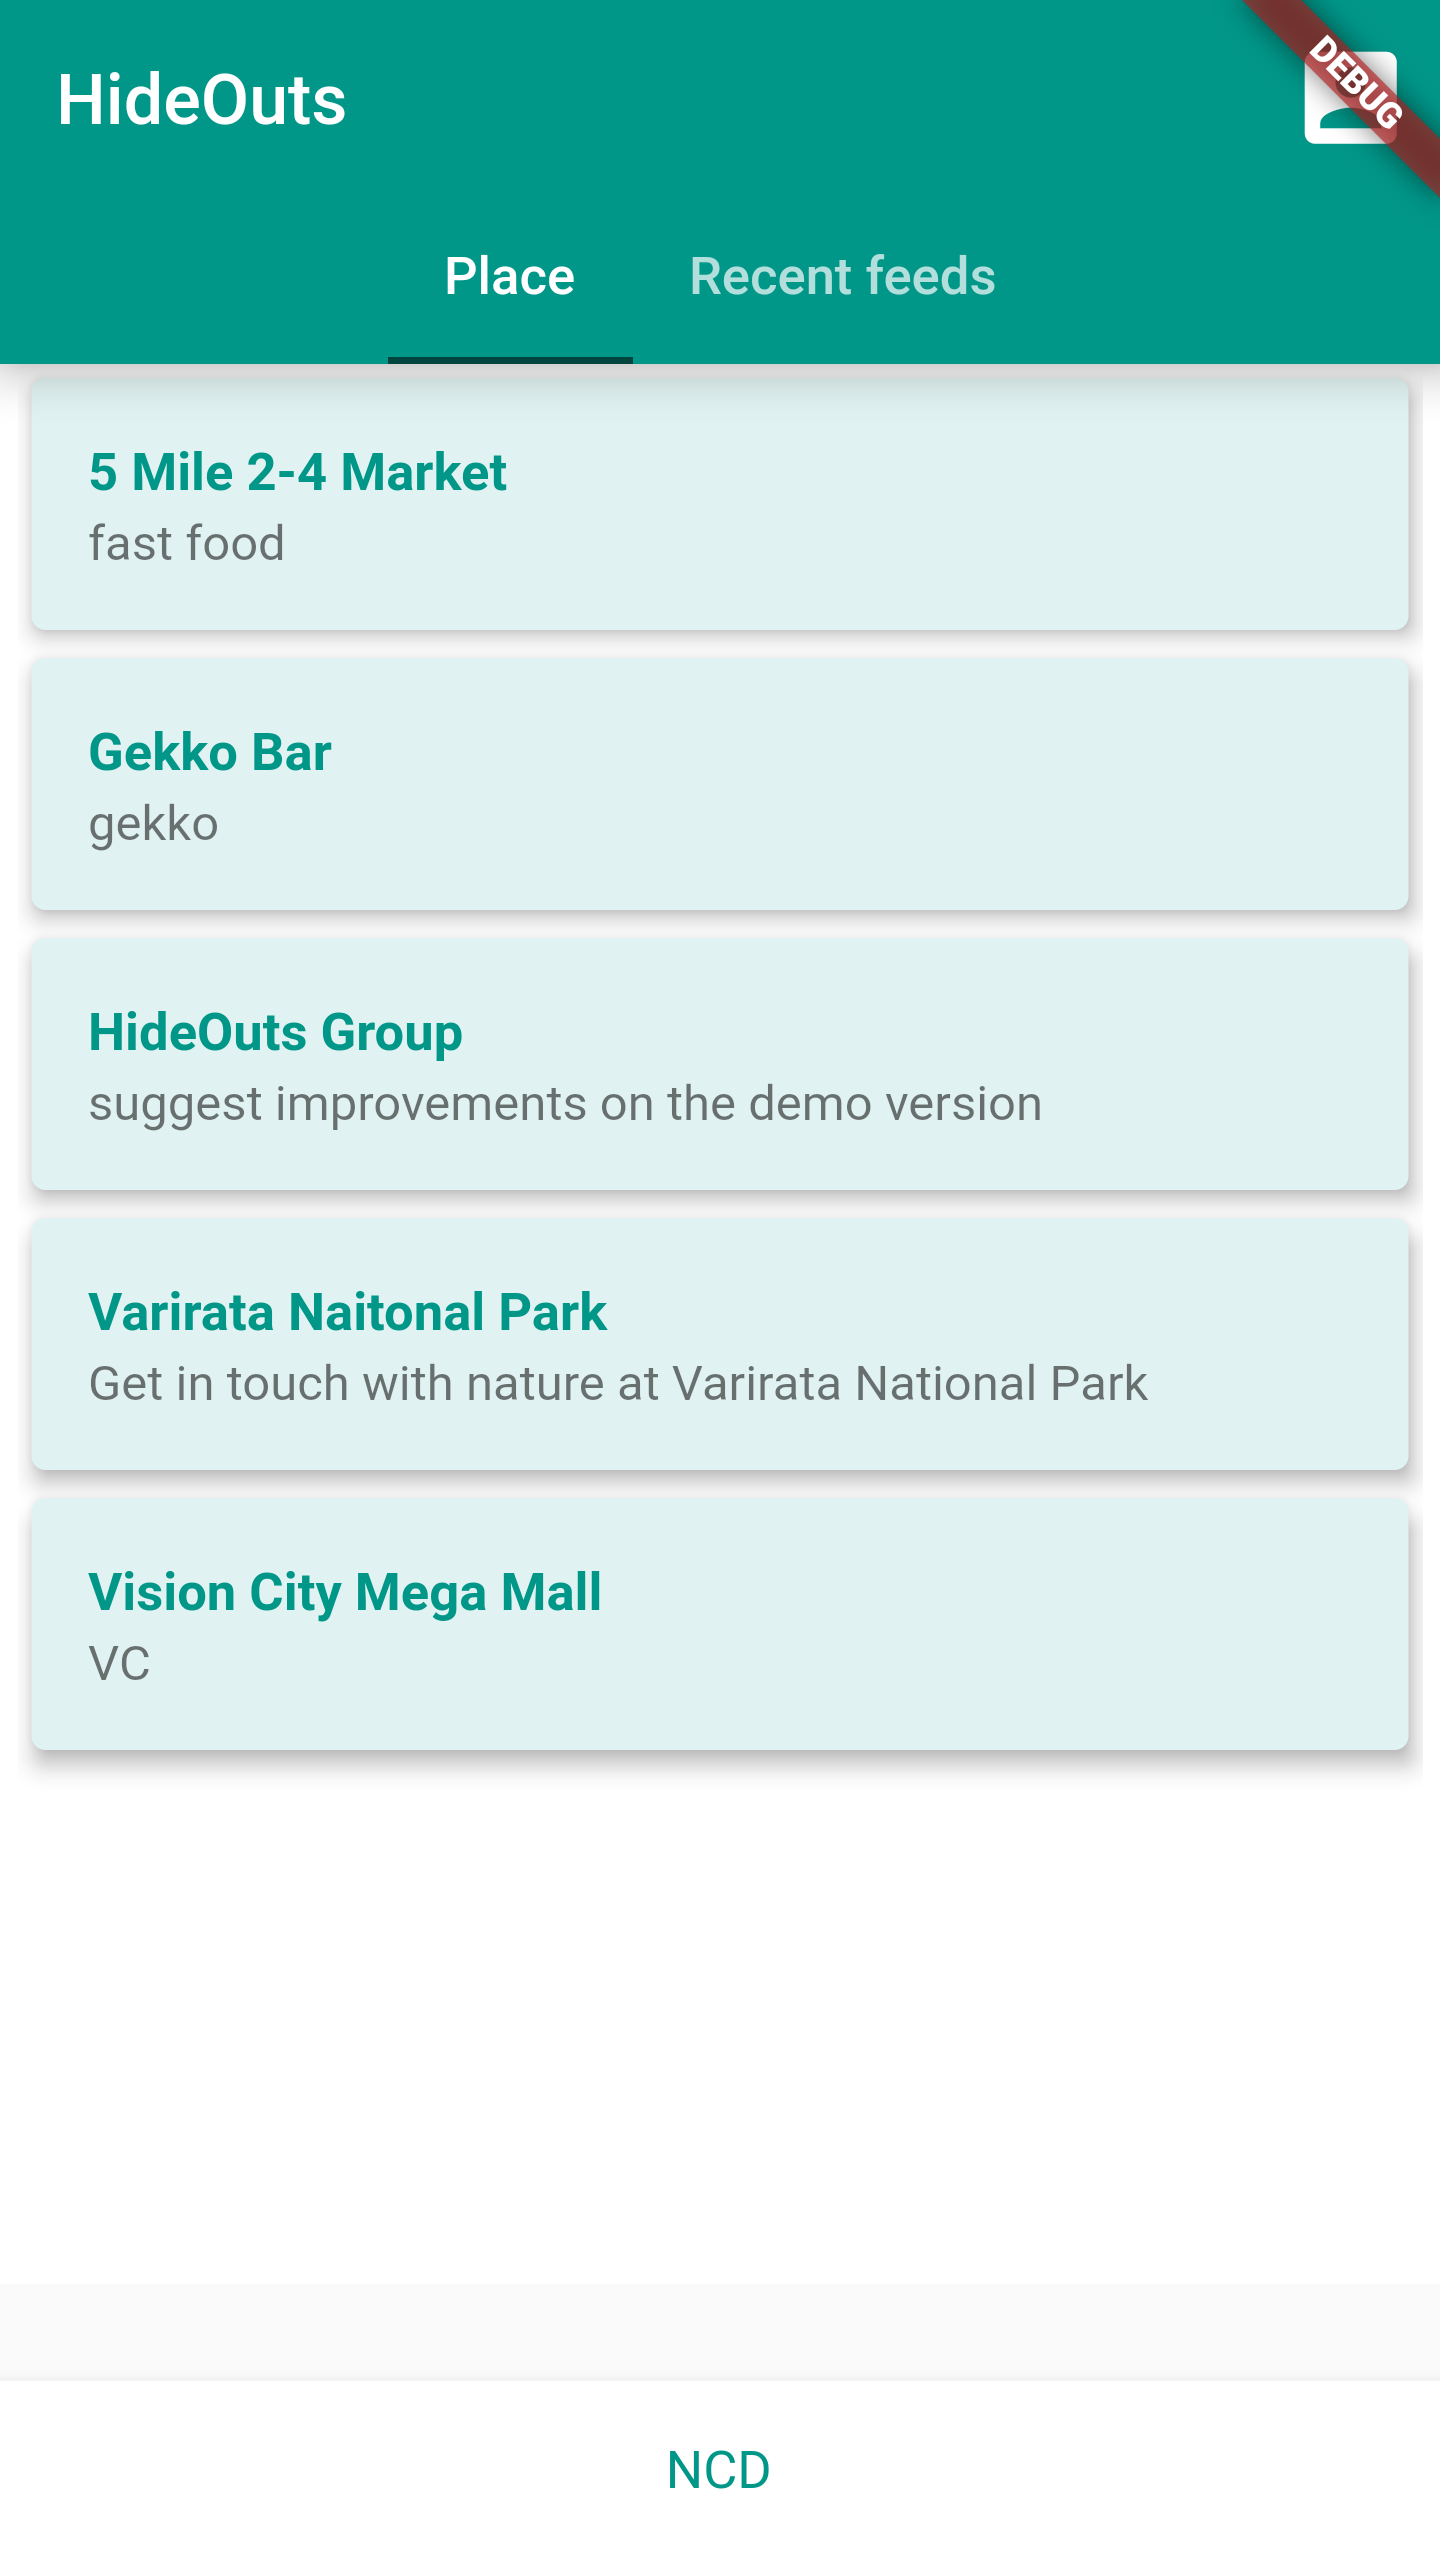 HideOuts
DEBUG
Place
Recent feeds
5 Mile 2-4 Market
fast food
Gekko Bar
gekko
HideOuts Group
suggest improvements on the demo version
Varirata Naitonal Park
Get in touch with nature at Varirata National Park
Vision City Mega Mall
VC
NCD